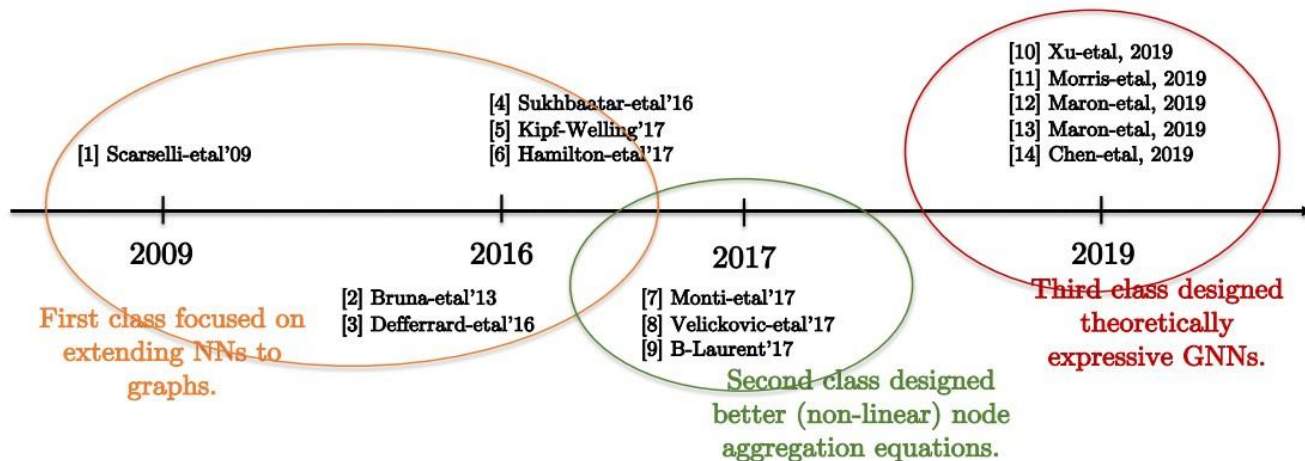 [1] Scarselli-etal'09
[4] Sukhbaatar-etal'16
[5] Kipf-Welling'17
[6] Hamilton-etal'17
[10] Xu-etal, 2019
[11] Morris-etal, 2019
[12] Maron-etal, 2019
[13] Maron-etal, 2019
[14] Chen-etal, 2019
2009
2016
2017
2019
[2] Bruna-etal'13
[3] Defferrard-etal'16
[7] Monti-etal'17
[8] Velickovic-etal'17
[9] B-Laurent'17
First class focused on
extending NNs to
graphs.
Second class designed
better (non-linear) node
aggregation equations.
Third class designed
theoretically
expressive GNNs.